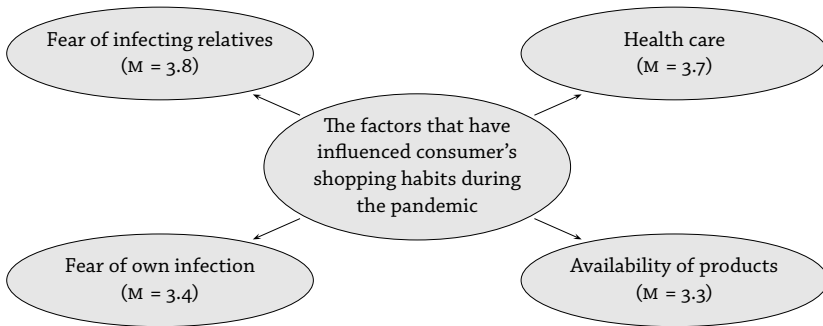 Fear of infecting relatives
(M = 3.8)
Health care
(M = 3.7)
The factors that have
influenced consumer’s
shopping habits during
the pandemic
Fear of own infection
(M = 3.4)
Availability of products
(M = 3.3)